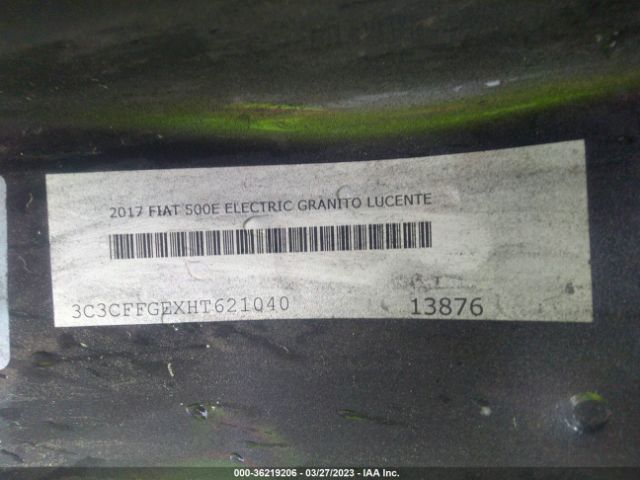 2017 FIAT 500E ELECTRIC GRANITO LUCENTE
3C3CFFGEXHT621040 13876
000-36219206 - 03/27/2023 - IAA Inc.